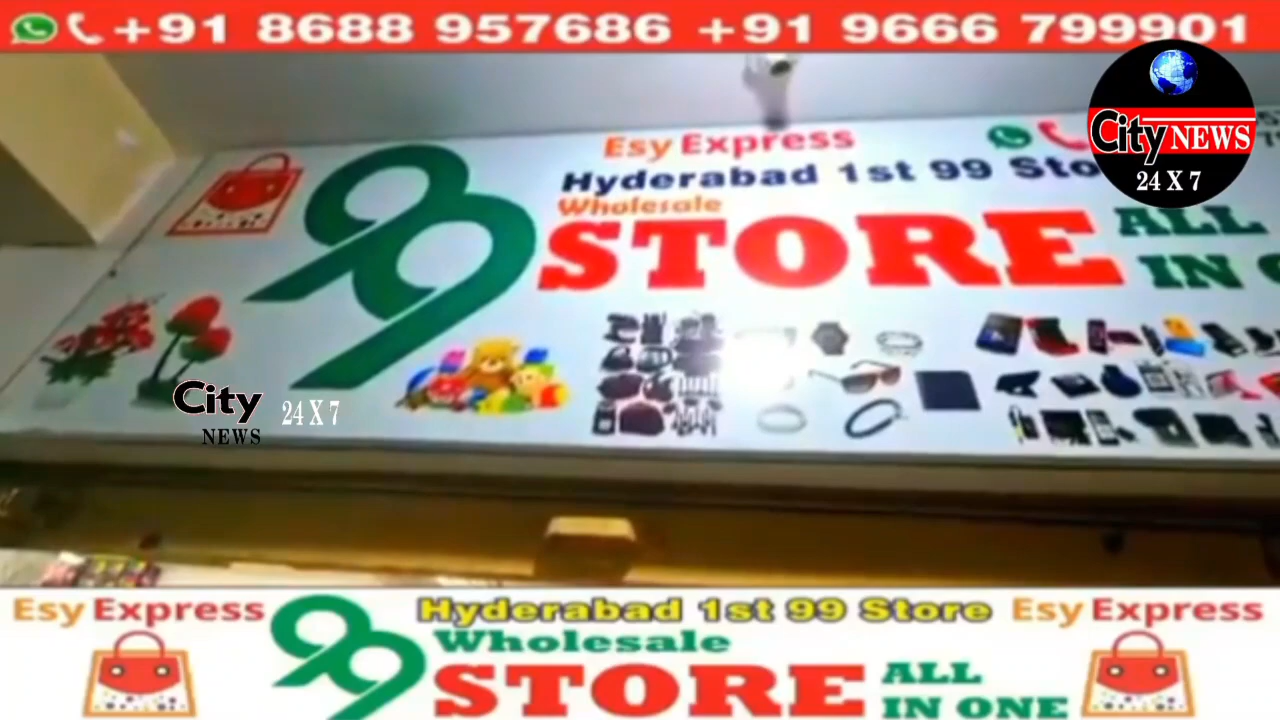 +91 8688 957686 +91 9666 799901
City NEWS
24 X 7
Esy Express
Hyderabad 1st 99 Sto
99
Wholesale
STORE
ALL
IN
City
NEWS
24 X 7
Esy Express
99
Hyderabad 1st 99 Store
Wholesale
STORE
ALL
IN ONE
Esy Express